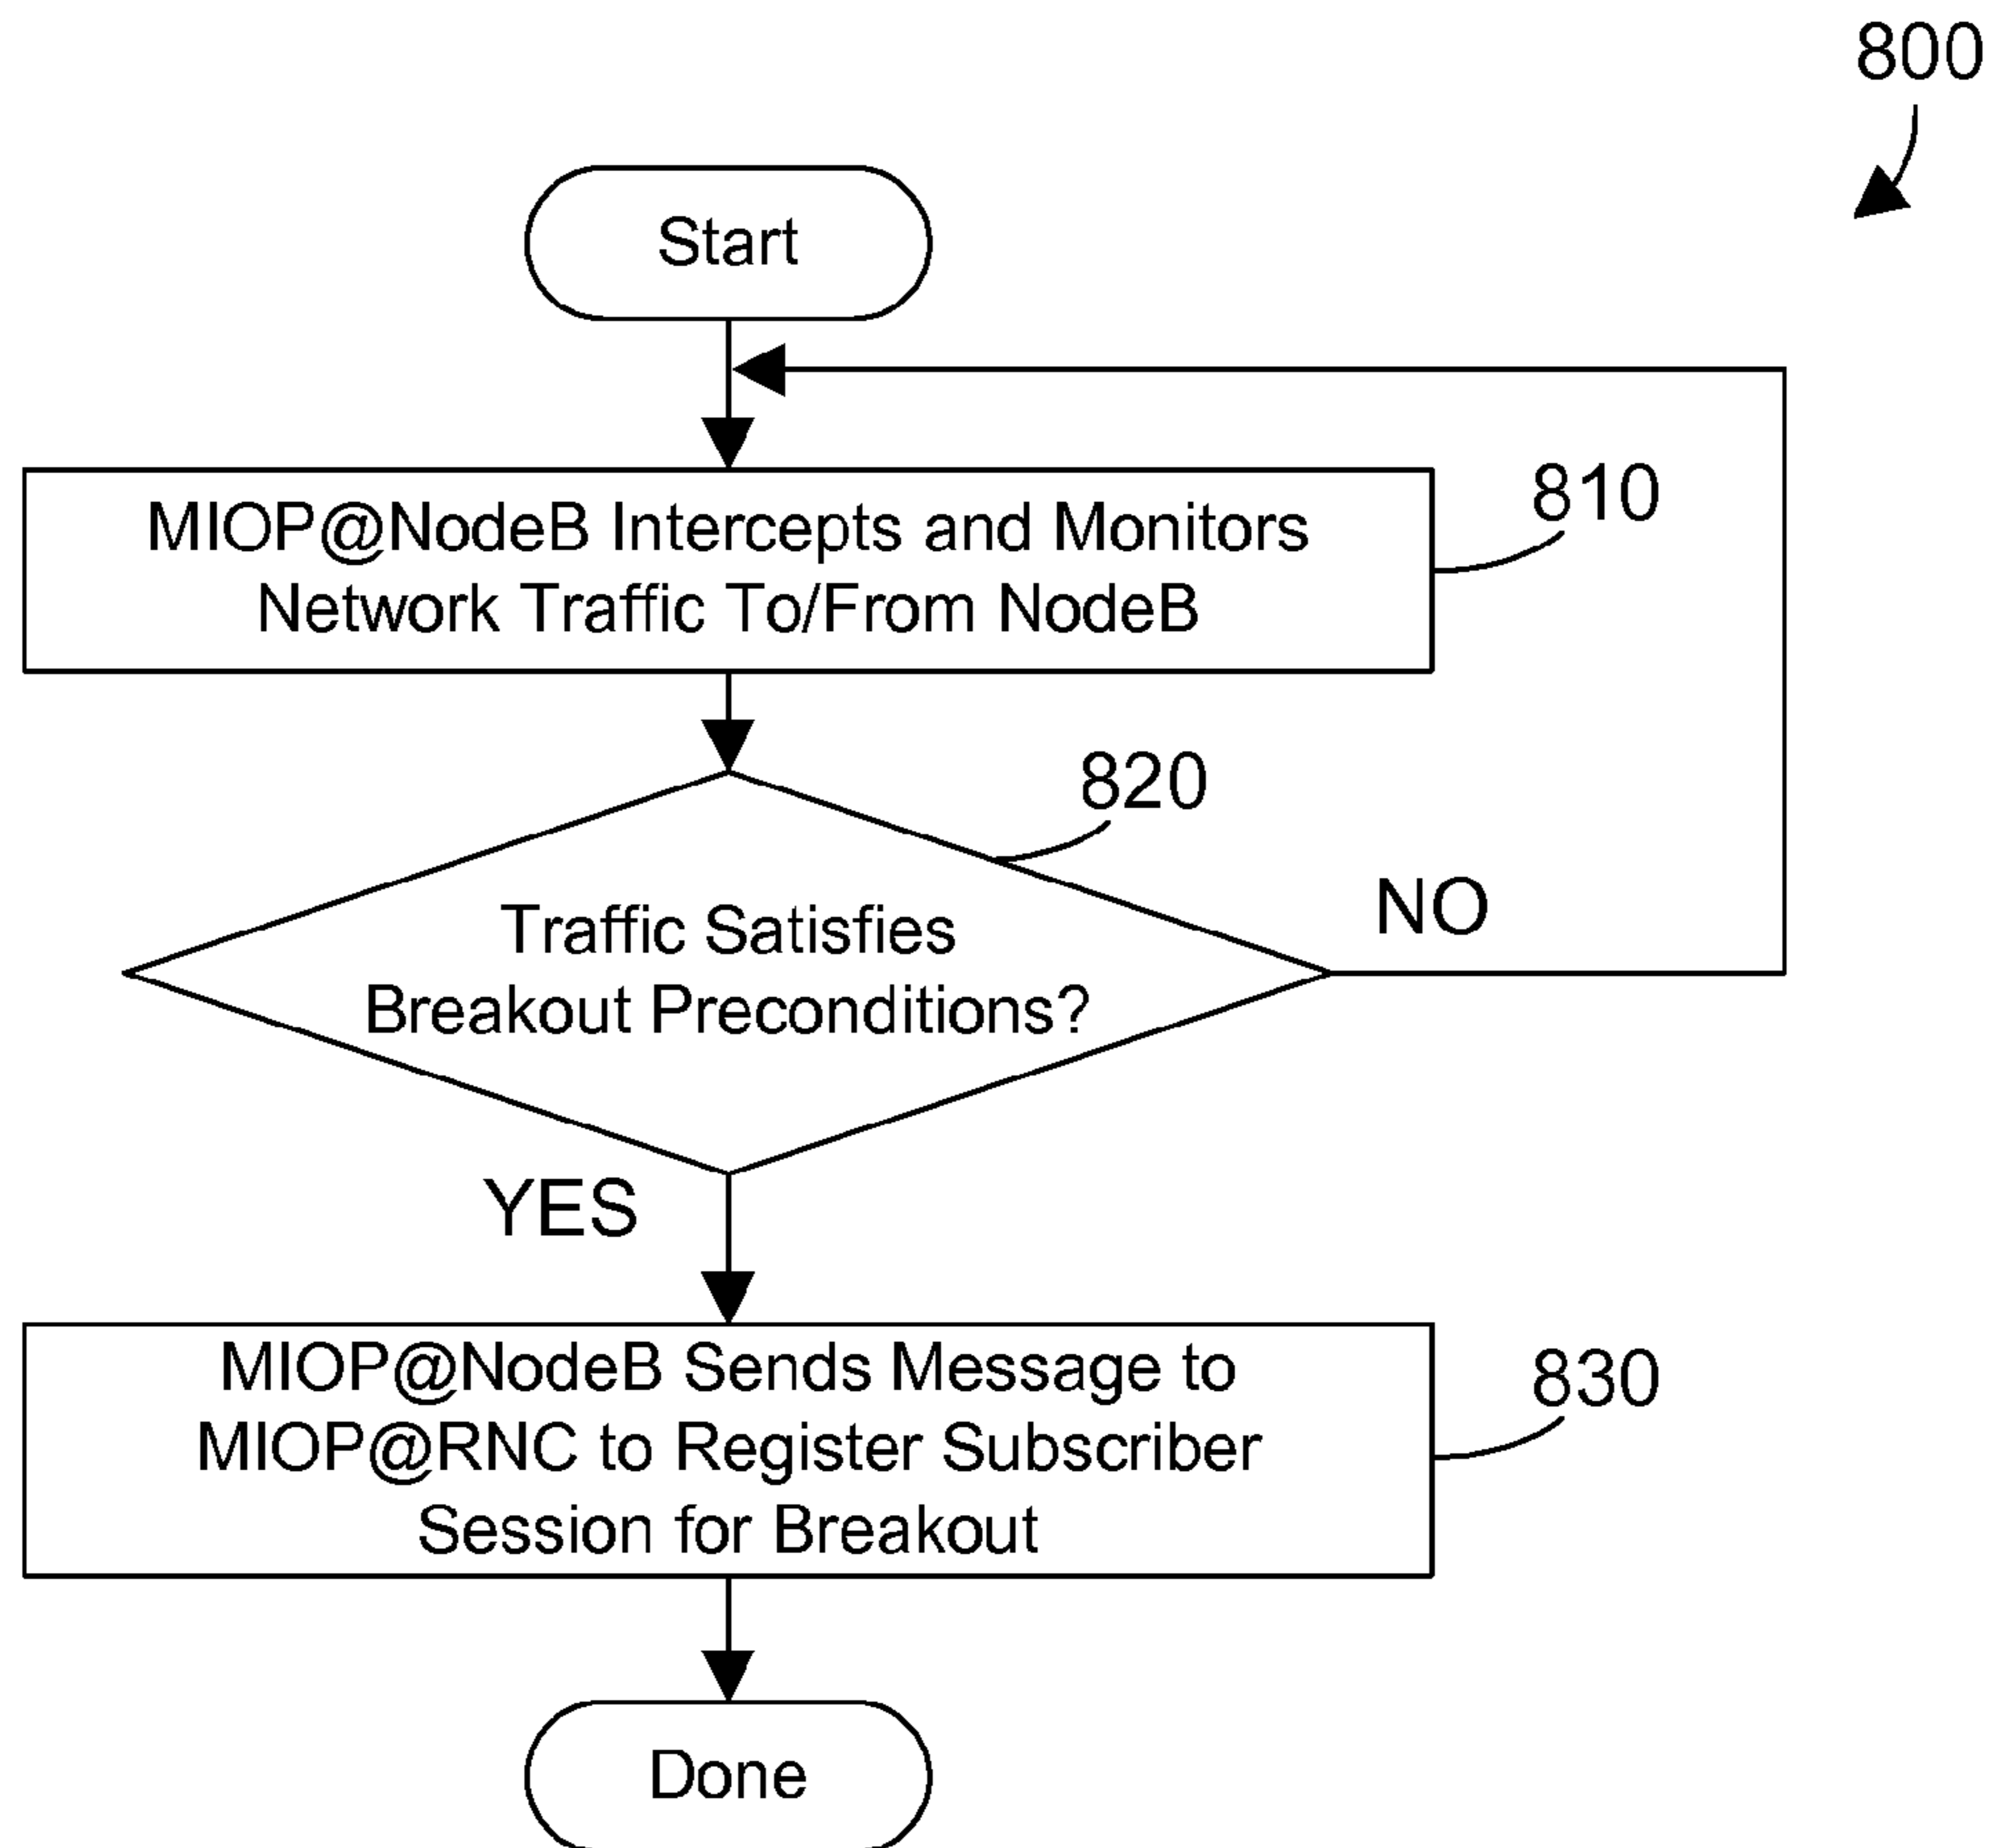 800
Start
MIOP@NodeB Intercepts and Monitors
Network Traffic To/From NodeB
810
820
Traffic Satisfies
Breakout Preconditions?
NO
YES
MIOP@NodeB Sends Message to
MIOP@RNC to Register Subscriber
Session for Breakout
830
Done